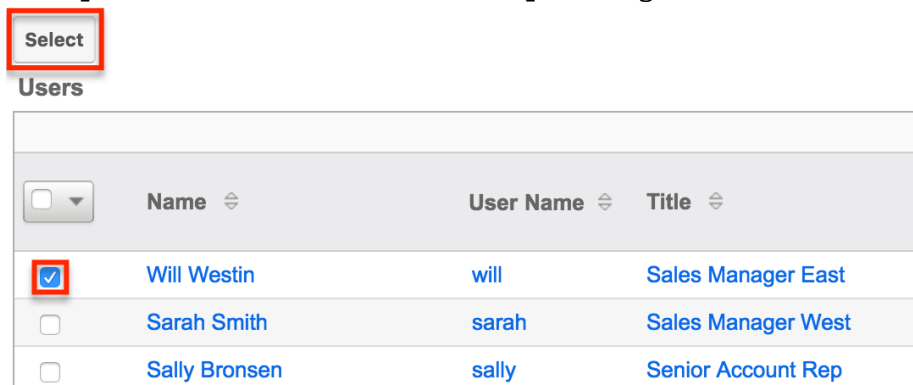 Select
Users
Name User Name Title
Will Westin will Sales Manager East
Sarah Smith sarah Sales Manager West
Sally Bronsen sally Senior Account Rep